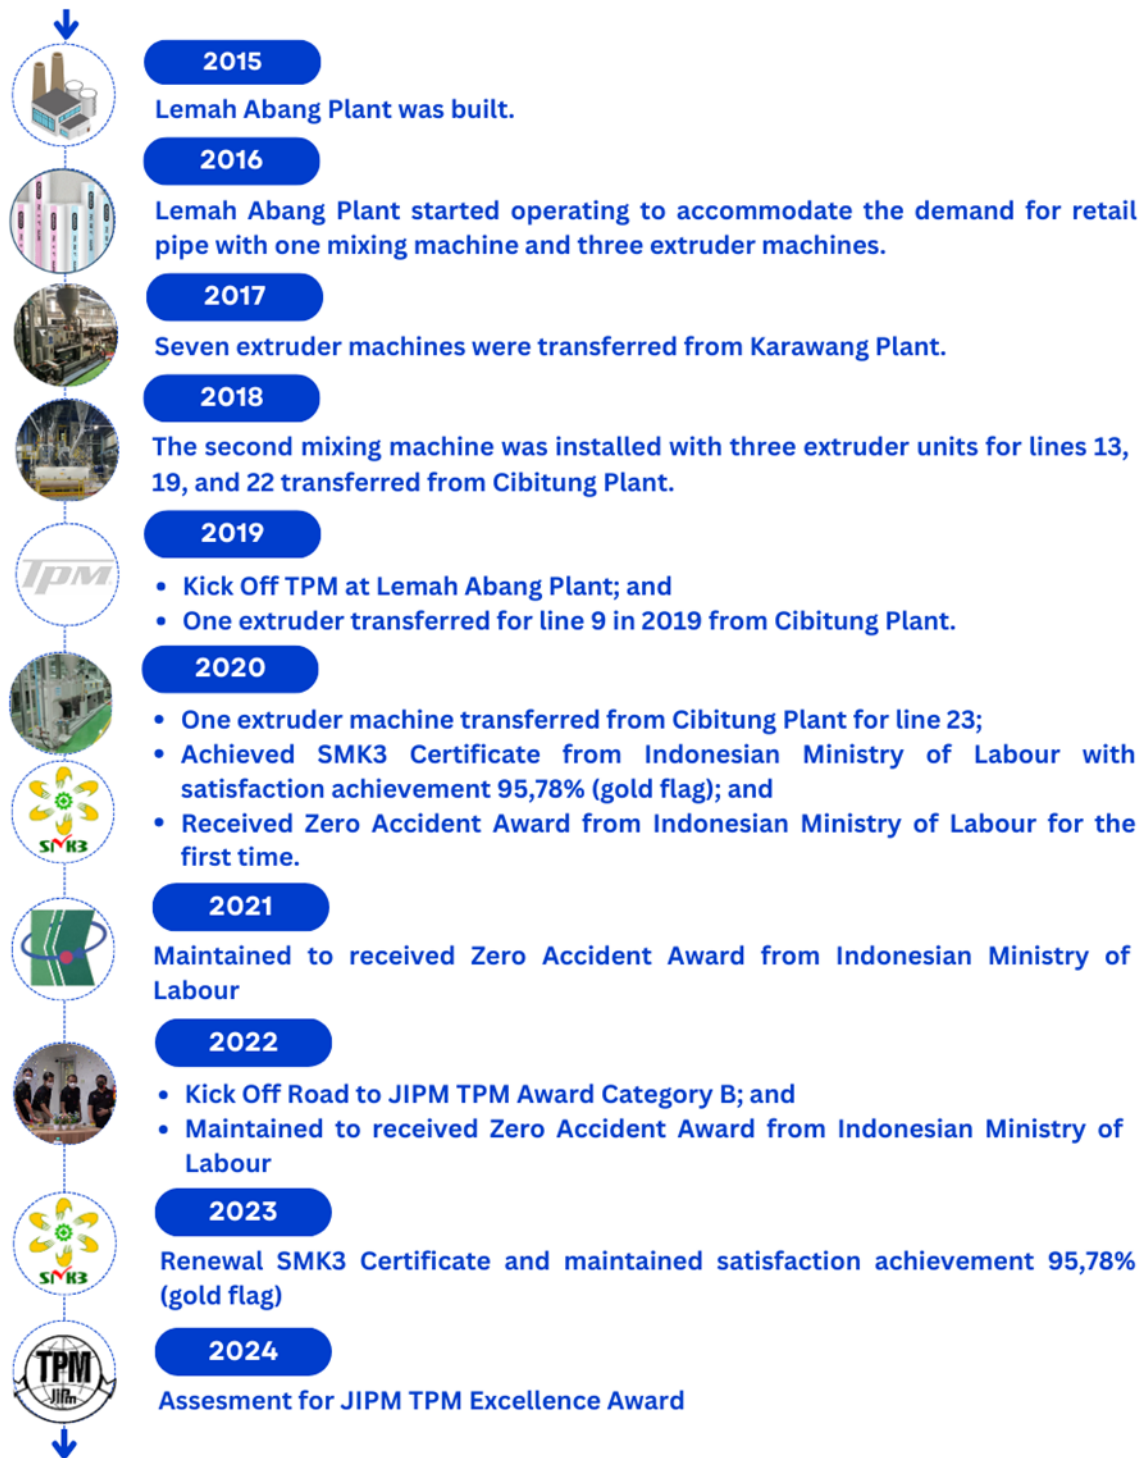 2015
Lemah Abang Plant was built.
2016
Lemah Abang Plant started operating to accommodate the demand for retail
pipe with one mixing machine and three extruder machines.
2017
Seven extruder machines were transferred from Karawang Plant.
2018
The second mixing machine was installed with three extruder units for lines 13,
19, and 22 transferred from Cibitung Plant.
TPM
2019
• Kick Off TPM at Lemah Abang Plant; and
• One extruder transferred for line 9 in 2019 from Cibitung Plant.
2020
• One extruder machine transferred from Cibitung Plant for line 23;
• Achieved SMK3 Certificate from Indonesian Ministry of Labour with
satisfaction achievement 95,78% (gold flag); and
• Received Zero Accident Award from Indonesian Ministry of Labour for the
first time.
SMK3
2021
Maintained to received Zero Accident Award from Indonesian Ministry of
Labour
2022
• Kick Off Road to JIPM TPM Award Category B; and
• Maintained to received Zero Accident Award from Indonesian Ministry of
Labour
2023
Renewal SMK3 Certificate and maintained satisfaction achievement 95,78%
(gold flag)
SMK3
2024
Assesment for JIPM TPM Excellence Award
TPM
JIPM